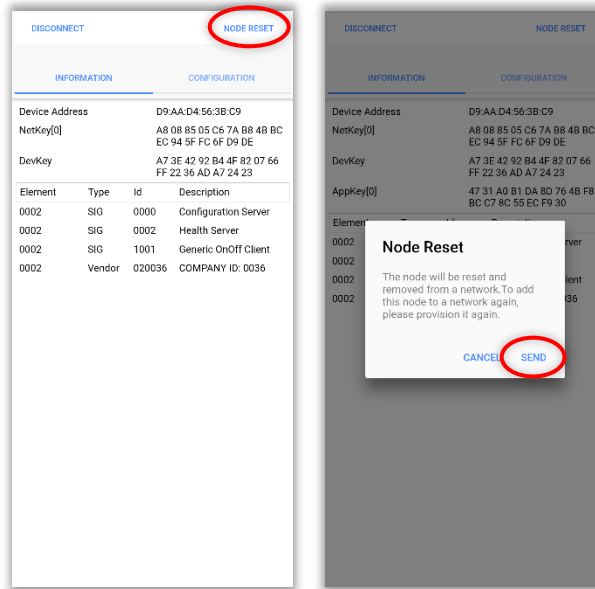 DISCONNECT NODE RESET
INFORMATION CONFIGURATION
Device Address D9:AA:D4:56:3B:C9
NetKey[0] A8 08 85 05 C6 7A B8 4B BC
EC 94 5F FC 6F D9 DE
DevKey A7 3E 42 92 B4 4F 82 07 66
FF 22 36 AD A7 24 23
Element Type Id Description
0002 SIG 0000 Configuration Server
0002 SIG 0002 Health Server
0002 SIG 1001 Generic OnOff Client
0002 Vendor 020036 COMPANY ID: 0036
DISCONNECT NODE RESET
INFORMATION CONFIGURATION
Device Address D9:AA:D4:56:3B:C9
NetKey[0] A8 08 85 05 C6 7A B8 4B BC
EC 94 5F FC 6F D9 DE
DevKey A7 3E 42 92 B4 4F 82 07 66
FF 22 36 AD A7 24 23
AppKey[0] 47 31 A0 B1 DA 8D 76 4B F8
BC C7 8C 55 EC F9 30
0002
0002
0002
0002
Node Reset
The node will be reset and
removed from a network.To add
this node to a network again,
please provision it again.
CANCEL SEND